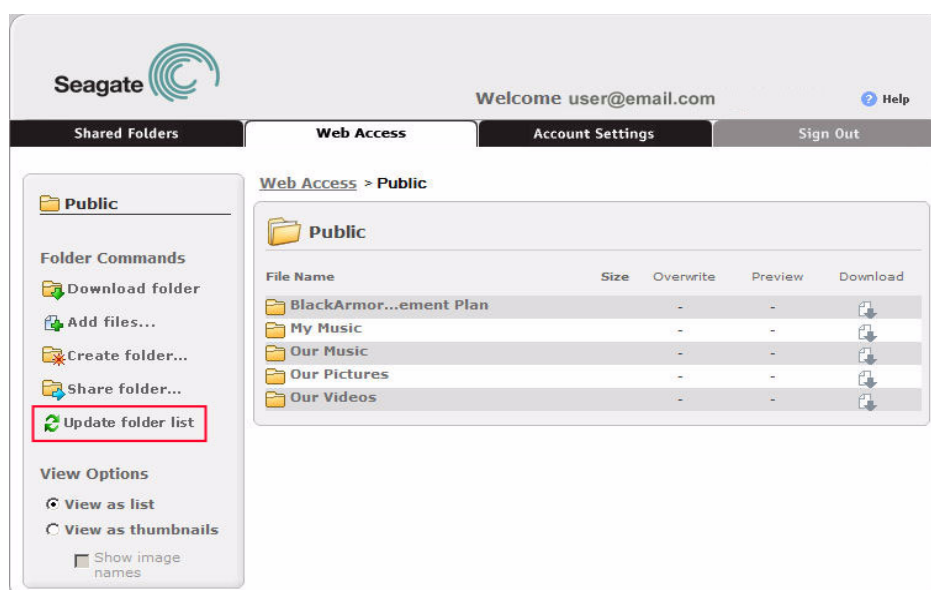 Seagate
Welcome user@email.com
Help
Shared Folders
Web Access
Account Settings
Sign Out
Public
Folder Commands
Download folder
Add files...
Create folder...
Share folder...
Update folder list
View Options
View as list
View as thumbnails
Show image
names
Web Access > Public
Public
File Name Size Overwrite Preview Download
BlackArmor...ement Plan - -
My Music - -
Our Music - -
Our Pictures - -
Our Videos - -